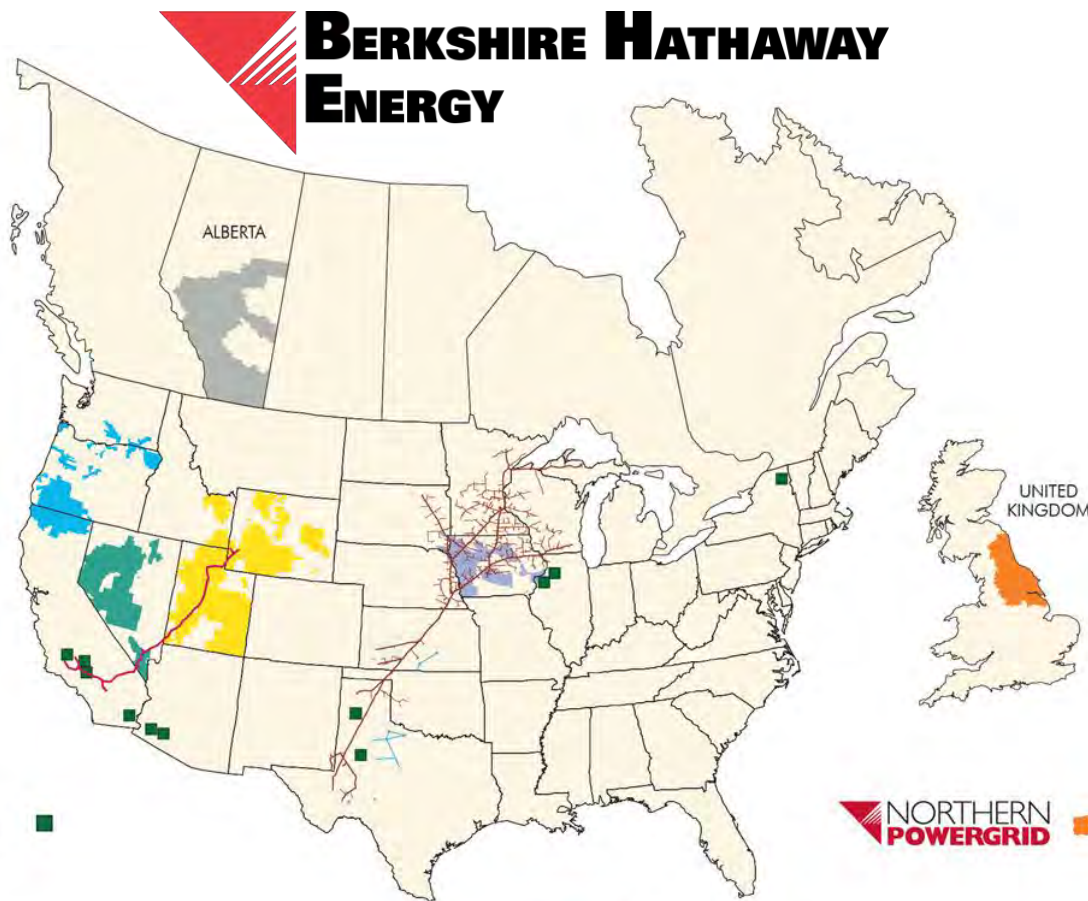 BERKSHIRE HATHAWAY
ENERGY
ALBERTA
UNITED
KINGDOM
NORTHERN
POWERGRID